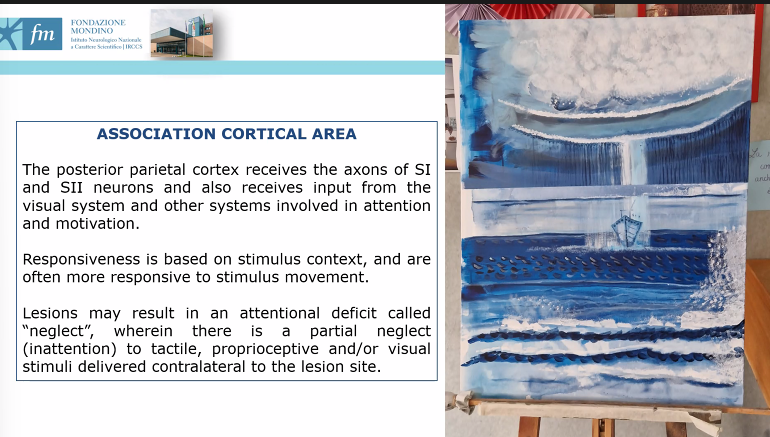 fm
FONDAZIONE
MONDINO
Istituto Neurologico Nazionale
a Carattere Scientifico | IRCCS
ASSOCIATION CORTICAL AREA
The posterior parietal cortex receives the axons of SI
and SII neurons and also receives input from the
visual system and other systems involved in attention
and motivation.
Responsiveness is based on stimulus context, and are
often more responsive to stimulus movement.
Lesions may result in an attentional deficit called
“neglect”, wherein there is a partial neglect
(inattention) to tactile, proprioceptive and/or visual
stimuli delivered contralateral to the lesion site.